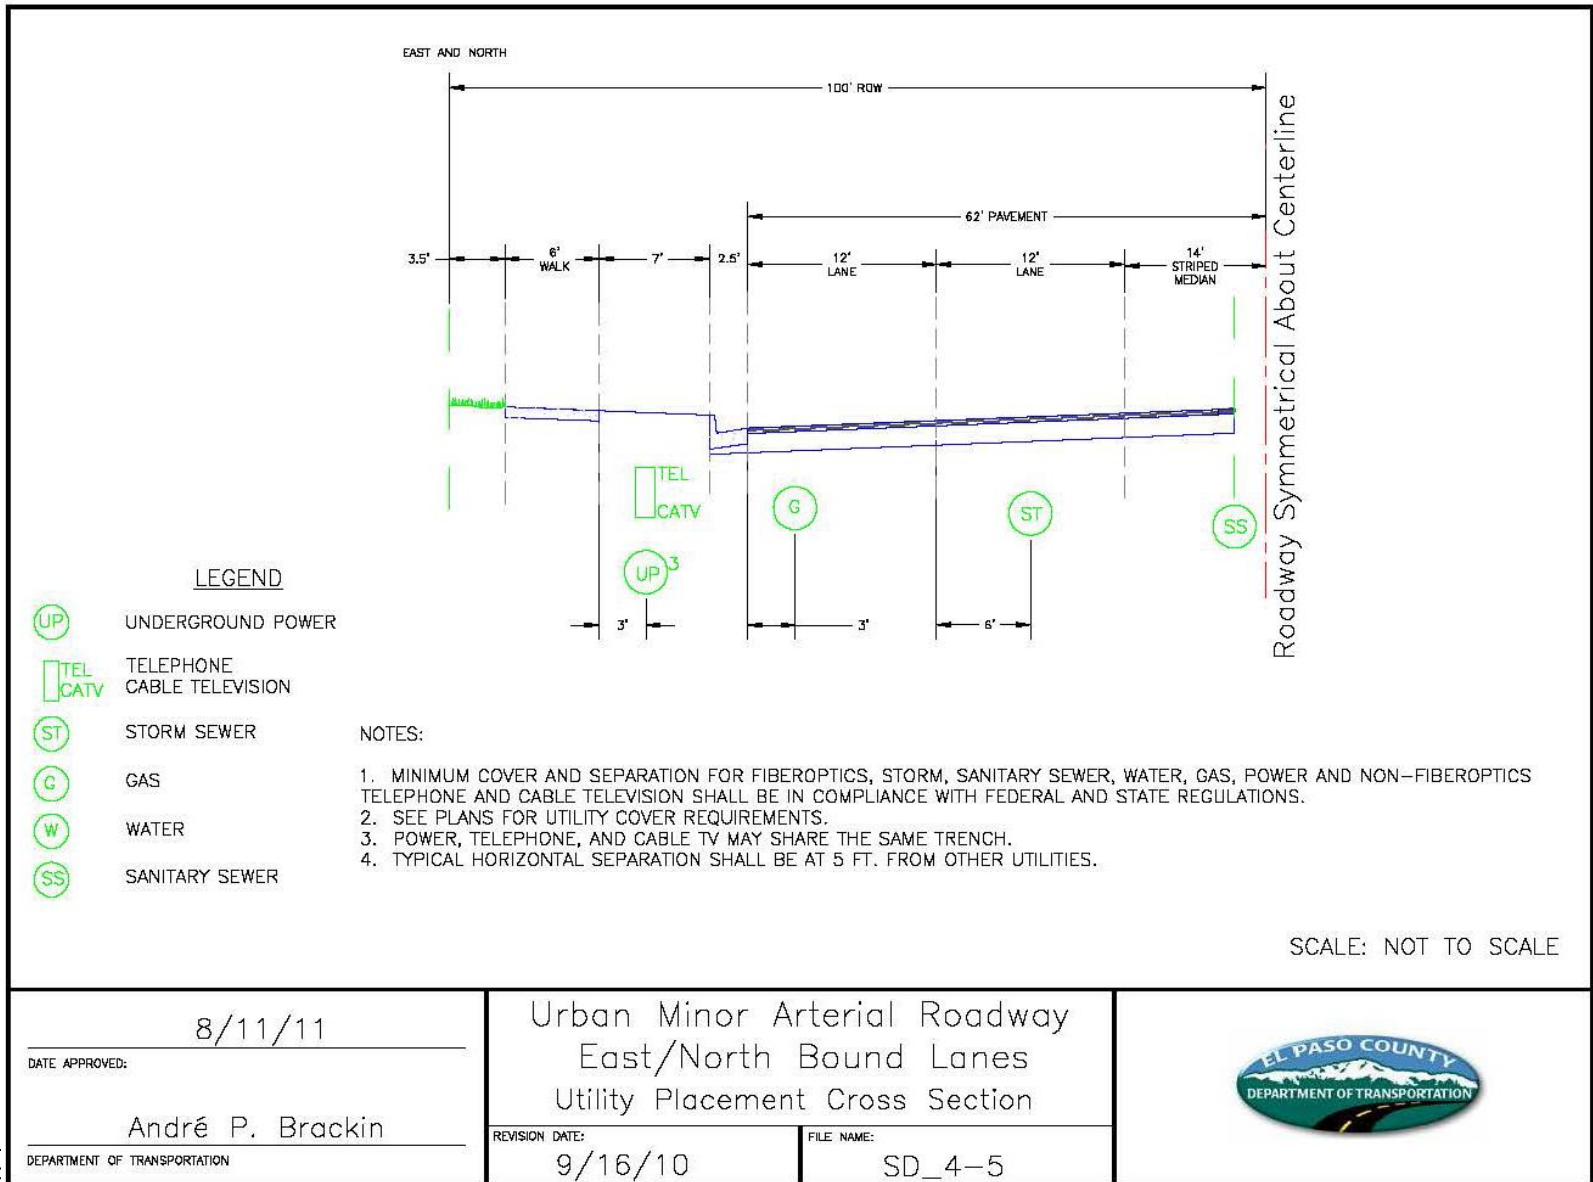 EAST AND NORTH
100' ROW
62' PAVEMENT
3.5'
6'
WALK
7'
2.5'
12'
LANE
12'
LANE
14'
STRIPED
MEDIAN
Roadway Symmetrical About Centerline
TEL
CATV
G
ST
SS
UP 3
3'
3'
6'
LEGEND
UP UNDERGROUND POWER
TEL TELEPHONE
CATV CABLE TELEVISION
ST STORM SEWER
G GAS
W WATER
SS SANITARY SEWER
NOTES:
1. MINIMUM COVER AND SEPARATION FOR FIBEROPTICS, STORM, SANITARY SEWER, WATER, GAS, POWER AND NON-FIBEROPTICS
TELEPHONE AND CABLE TELEVISION SHALL BE IN COMPLIANCE WITH FEDERAL AND STATE REGULATIONS.
2. SEE PLANS FOR UTILITY COVER REQUIREMENTS.
3. POWER, TELEPHONE, AND CABLE TV MAY SHARE THE SAME TRENCH.
4. TYPICAL HORIZONTAL SEPARATION SHALL BE AT 5 FT. FROM OTHER UTILITIES.
SCALE: NOT TO SCALE
8/11/11
DATE APPROVED:
André P. Brackin
DEPARTMENT OF TRANSPORTATION
Urban Minor Arterial Roadway
East/North Bound Lanes
Utility Placement Cross Section
REVISION DATE:
9/16/10
FILE NAME:
SD_4-5
EL PASO COUNTY
DEPARTMENT OF TRANSPORTATION